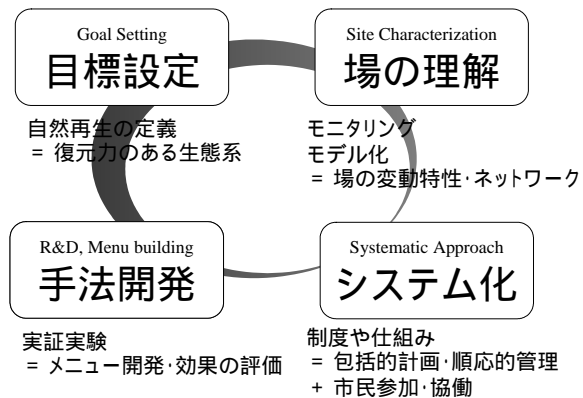 Goal Setting
目標設定
自然再生の定義
= 復元力のある生態系
Site Characterization
場の理解
モニタリング
モデル化
= 場の変動特性・ネットワーク
R&D, Menu building
手法開発
実証実験
= メニュー開発・効果の評価
Systematic Approach
システム化
制度や仕組み
= 包括的計画・順応的管理
+ 市民参加・協働